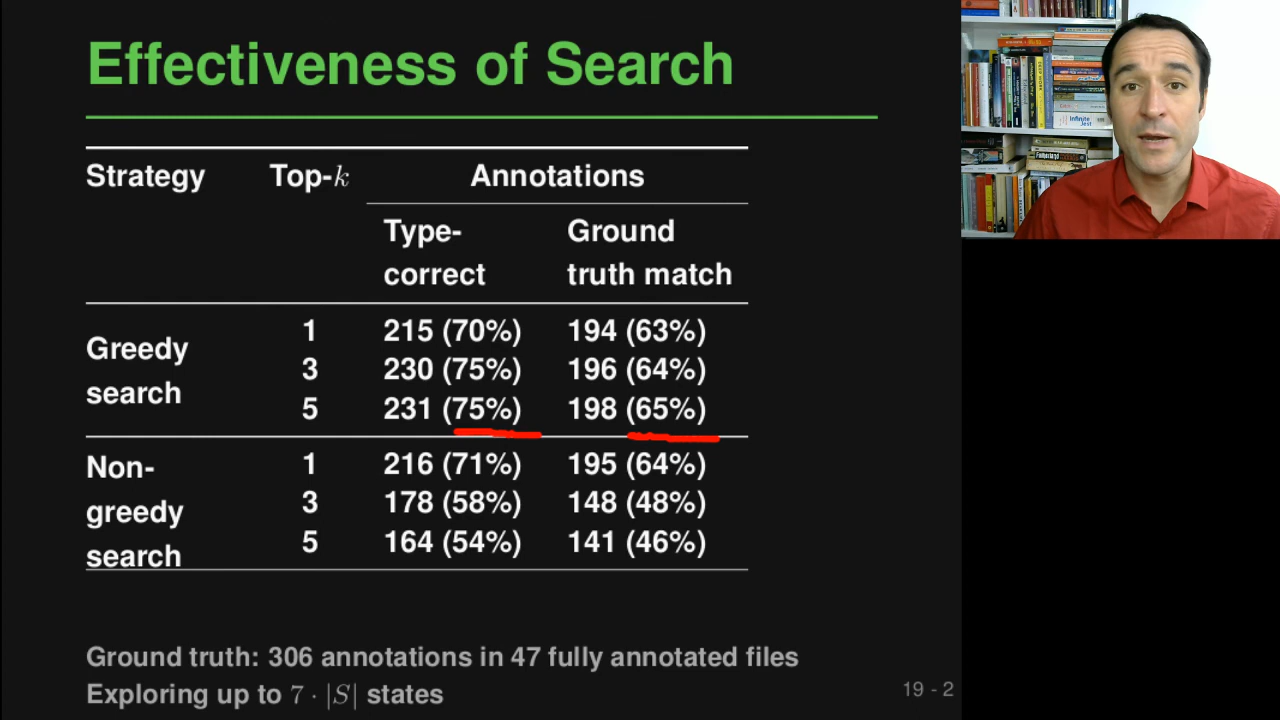 Effectiveness of Search
Strategy Top-k Annotations
Type-correct Ground truth match
Greedy search
1 215 (70%) 194 (63%)
3 230 (75%) 196 (64%)
5 231 (75%) 198 (65%)
Non-greedy search
1 216 (71%) 195 (64%)
3 178 (58%) 148 (48%)
5 164 (54%) 141 (46%)
Ground truth: 306 annotations in 47 fully annotated files
Exploring up to 7 · |S| states
19 - 2
Infinite Jest
Fatherland